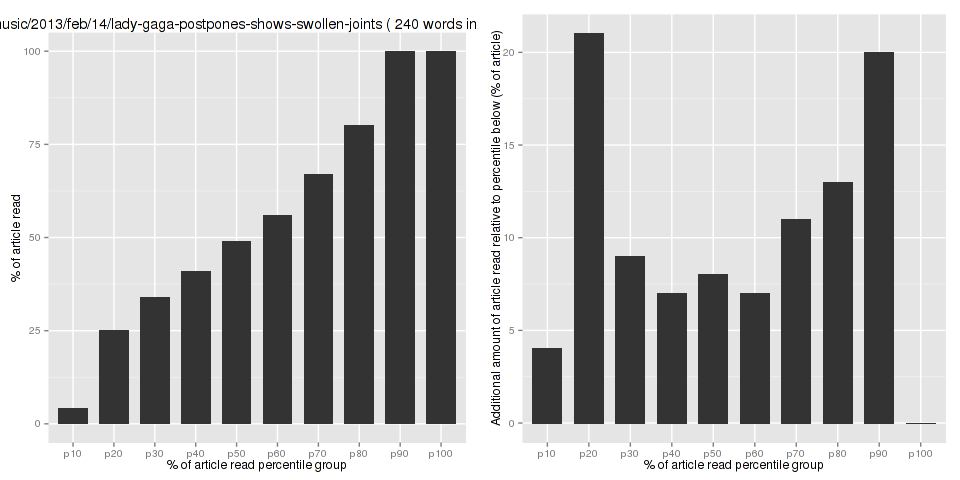 music/2013/feb/14/lady-gaga-postpones-shows-swollen-joints ( 240 words in
% of article read
100
75
50
25
0
p10 p20 p30 p40 p50 p60 p70 p80 p90 p100
% of article read percentile group
Additional amount of article read relative to percentile below (% of article)
20
15
10
5
0
p10 p20 p30 p40 p50 p60 p70 p80 p90 p100
% of article read percentile group